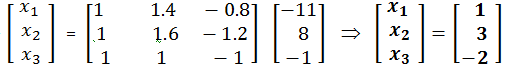 [x₁ x₂ x₃] = [1 1.4 −0.8; 1 1.6 −1.2; 1 1 −1] [−11; 8; −1] ⇒ [x₁ x₂ x₃] = [1; 3; −2]